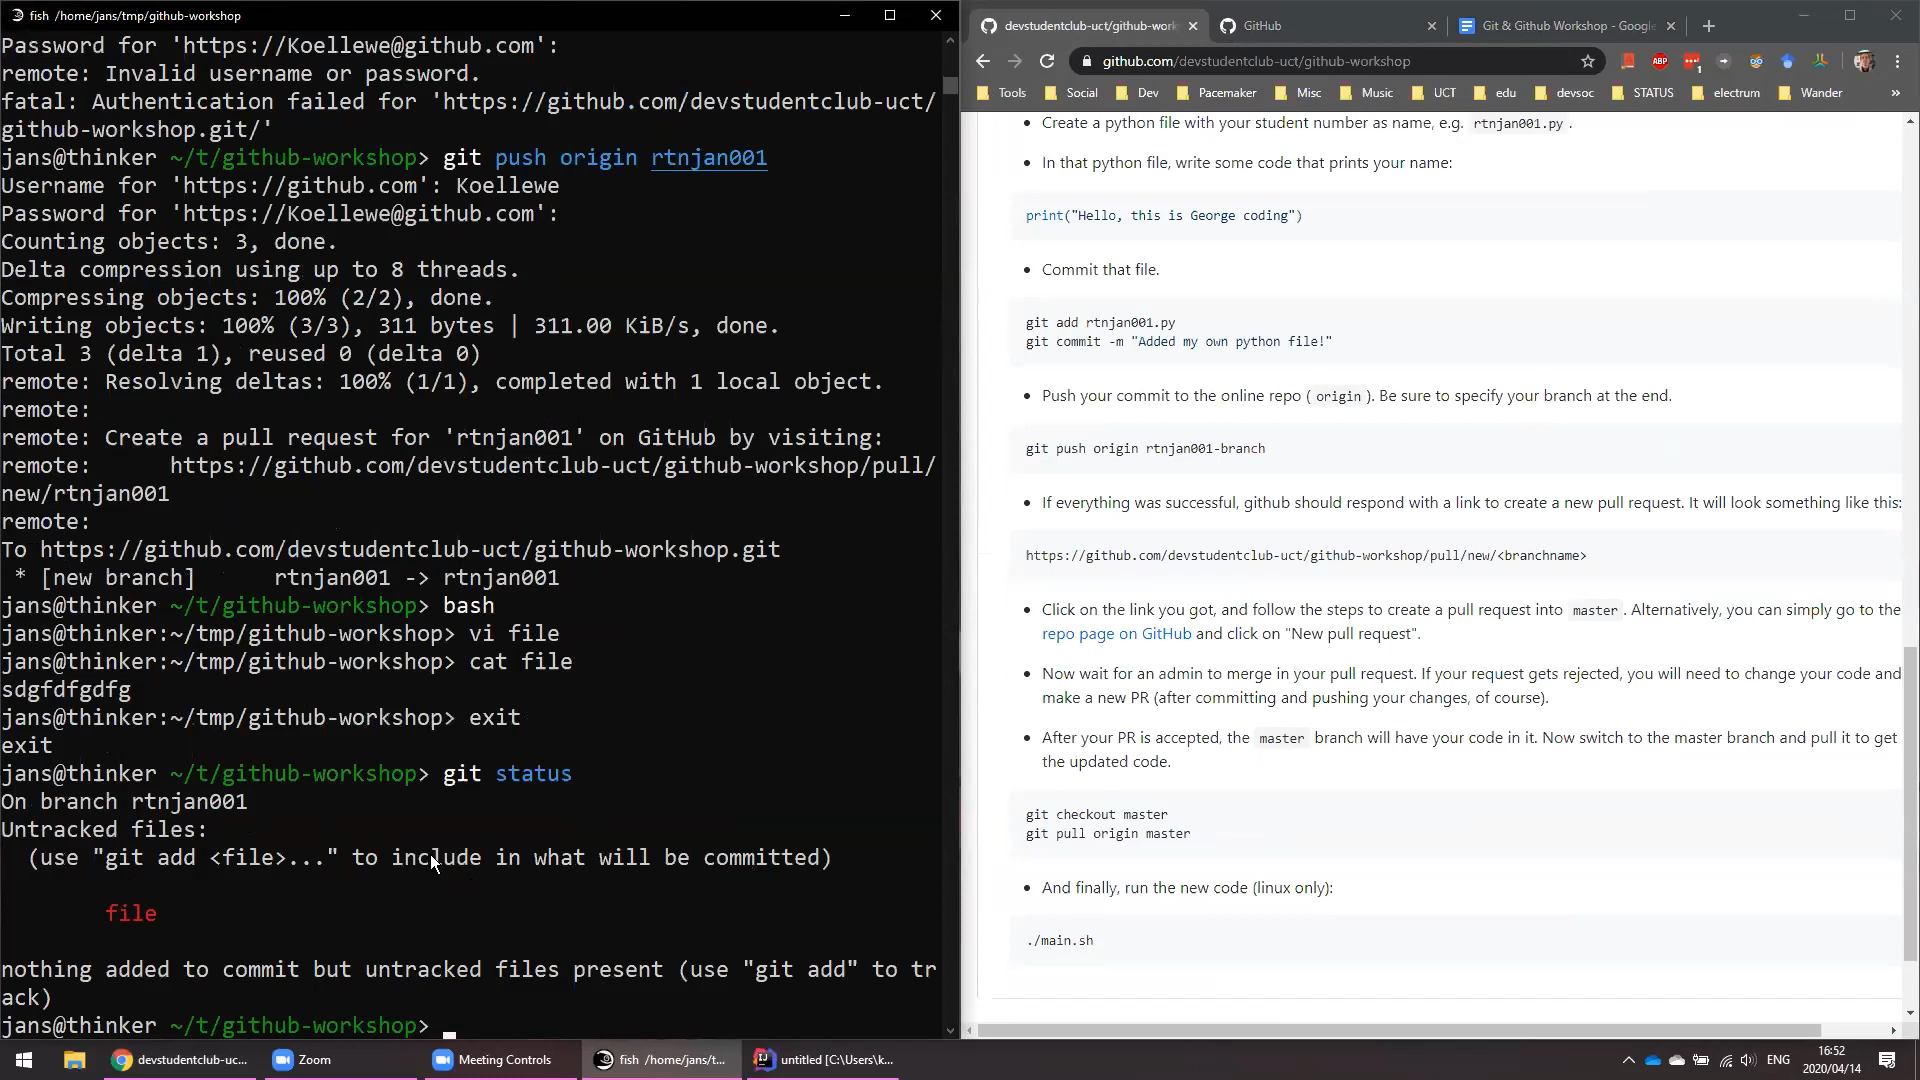 fish /home/jans/tmp/github-workshop
Password for 'https://Koellewe@github.com':
remote: Invalid username or password.
fatal: Authentication failed for 'https://github.com/devstudentclub-uct/
github-workshop.git/'
jans@thinker ~/t/github-workshop> git push origin rtnjan001
Username for 'https://github.com': Koellewe
Password for 'https://Koellewe@github.com':
Counting objects: 3, done.
Delta compression using up to 8 threads.
Compressing objects: 100% (2/2), done.
Writing objects: 100% (3/3), 311 bytes | 311.00 KiB/s, done.
Total 3 (delta 1), reused 0 (delta 0)
remote: Resolving deltas: 100% (1/1), completed with 1 local object.
remote:
remote: Create a pull request for 'rtnjan001' on GitHub by visiting:
remote:      https://github.com/devstudentclub-uct/github-workshop/pull/
new/rtnjan001
remote:
To https://github.com/devstudentclub-uct/github-workshop.git
 * [new branch]      rtnjan001 -> rtnjan001
jans@thinker ~/t/github-workshop> bash
jans@thinker:~/tmp/github-workshop> vi file
jans@thinker:~/tmp/github-workshop> cat file
sdgfdfgdfg
jans@thinker:~/tmp/github-workshop> exit
exit
jans@thinker ~/t/github-workshop> git status
On branch rtnjan001
Untracked files:
  (use "git add <file>..." to include in what will be committed)
file
nothing added to commit but untracked files present (use "git add" to tr
ack)
jans@thinker ~/t/github-workshop>
devstudentclub-uct/github-work
GitHub
Git & Github Workshop - Google
github.com/devstudentclub-uct/github-workshop
ABP
1
Tools Social Dev Pacemaker Misc Music UCT edu devsoc STATUS electrum Wander »
• Create a python file with your student number as name, e.g. rtnjan001.py .
• In that python file, write some code that prints your name:
print("Hello, this is George coding")
• Commit that file.
git add rtnjan001.py
git commit -m "Added my own python file!"
• Push your commit to the online repo ( origin ). Be sure to specify your branch at the end.
git push origin rtnjan001-branch
• If everything was successful, github should respond with a link to create a new pull request. It will look something like this:
https://github.com/devstudentclub-uct/github-workshop/pull/new/<branchname>
• Click on the link you got, and follow the steps to create a pull request into master . Alternatively, you can simply go to the
repo page on GitHub and click on "New pull request".
• Now wait for an admin to merge in your pull request. If your request gets rejected, you will need to change your code and
make a new PR (after committing and pushing your changes, of course).
• After your PR is accepted, the master branch will have your code in it. Now switch to the master branch and pull it to get
the updated code.
git checkout master
git pull origin master
• And finally, run the new code (linux only):
./main.sh
devstudentclub-uc...
Zoom
Meeting Controls
fish /home/jans/t...
untitled [C:\Users\k...
ENG
16:52
2020/04/14